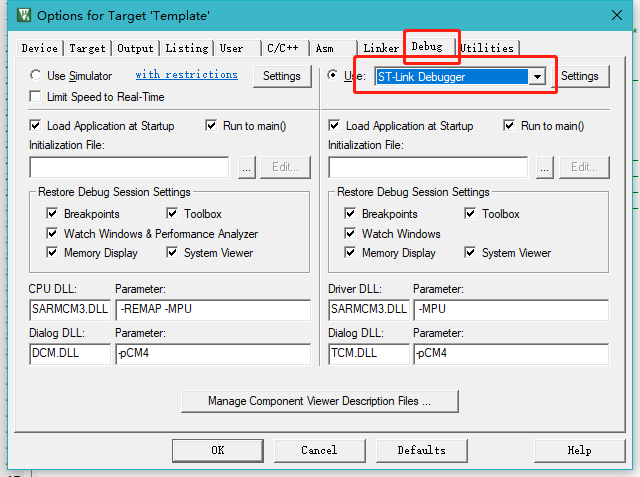 Options for Target 'Template'
Device Target Output Listing User C/C++ Asm Linker Debug Utilities
Use Simulator with restrictions Settings
Limit Speed to Real-Time
Use: ST-Link Debugger Settings
Load Application at Startup Run to main()
Initialization File:
... Edit...
Load Application at Startup Run to main()
Initialization File:
... Edit...
Restore Debug Session Settings
Breakpoints Toolbox
Watch Windows & Performance Analyzer
Memory Display System Viewer
Restore Debug Session Settings
Breakpoints Toolbox
Watch Windows
Memory Display System Viewer
CPU DLL: Parameter:
SARMCM3.DLL -REMAP -MPU
Dialog DLL: Parameter:
DCM.DLL -pCM4
Driver DLL: Parameter:
SARMCM3.DLL -MPU
Dialog DLL: Parameter:
TCM.DLL -pCM4
Manage Component Viewer Description Files ...
OK Cancel Defaults Help